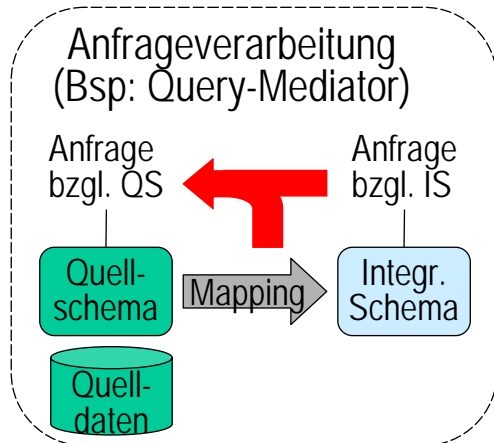 Anfrageverarbeitung
(Bsp: Query-Mediator)
Anfrage
bzgl. QS
Anfrage
bzgl. IS
Quell-
schema
Mapping
Integr.
Schema
Quell-
daten